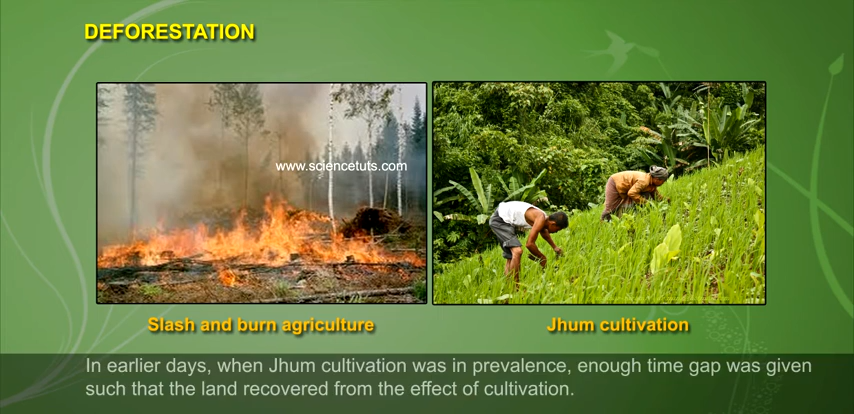 DEFORESTATION
www.sciencetuts.com
Slash and burn agriculture
Jhum cultivation
In earlier days, when Jhum cultivation was in prevalence, enough time gap was given
such that the land recovered from the effect of cultivation.